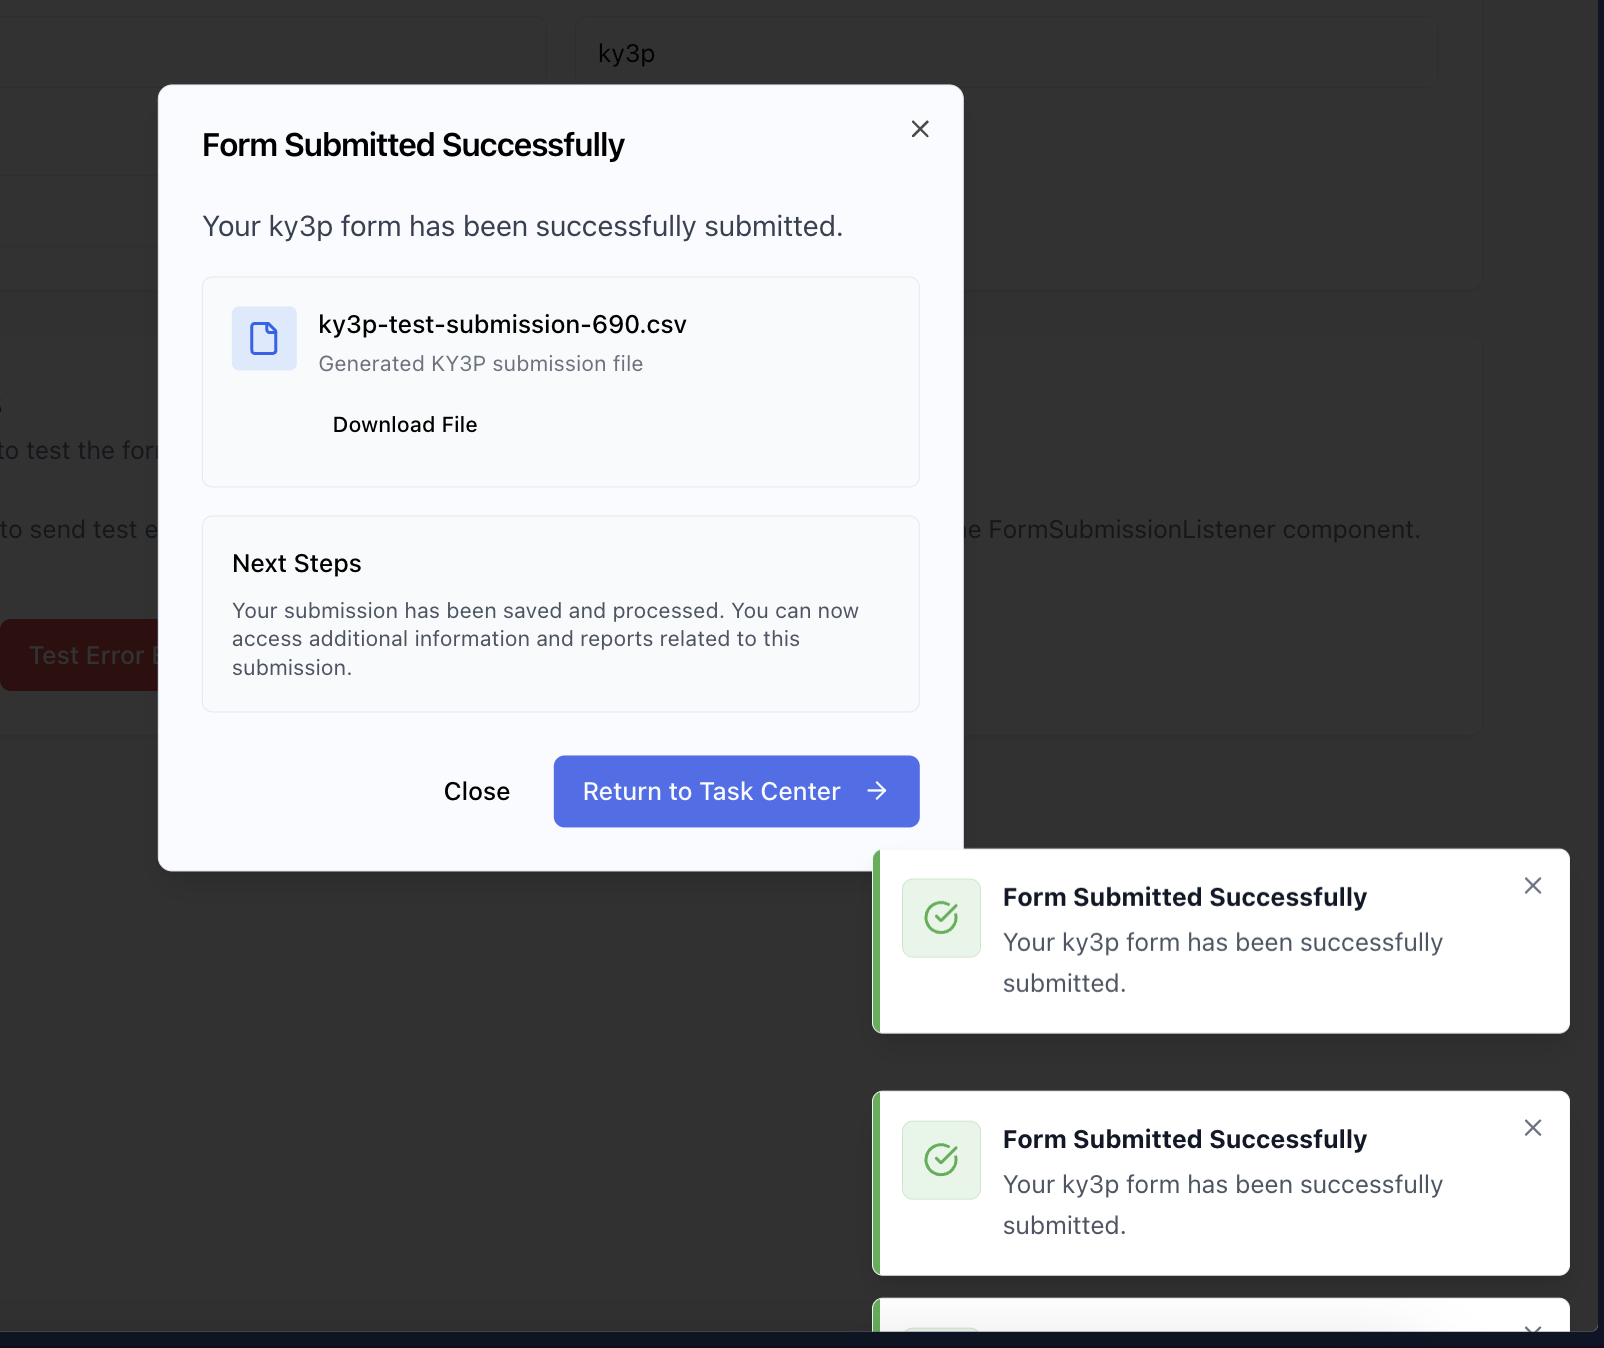 ky3p
Form Submitted Successfully
Your ky3p form has been successfully submitted.
ky3p-test-submission-690.csv
Generated KY3P submission file
Download File
to test the for
to send test e
e FormSubmissionListener component.
Next Steps
Your submission has been saved and processed. You can now
access additional information and reports related to this
submission.
Test Error
Close
Return to Task Center
Form Submitted Successfully
Your ky3p form has been successfully
submitted.
Form Submitted Successfully
Your ky3p form has been successfully
submitted.